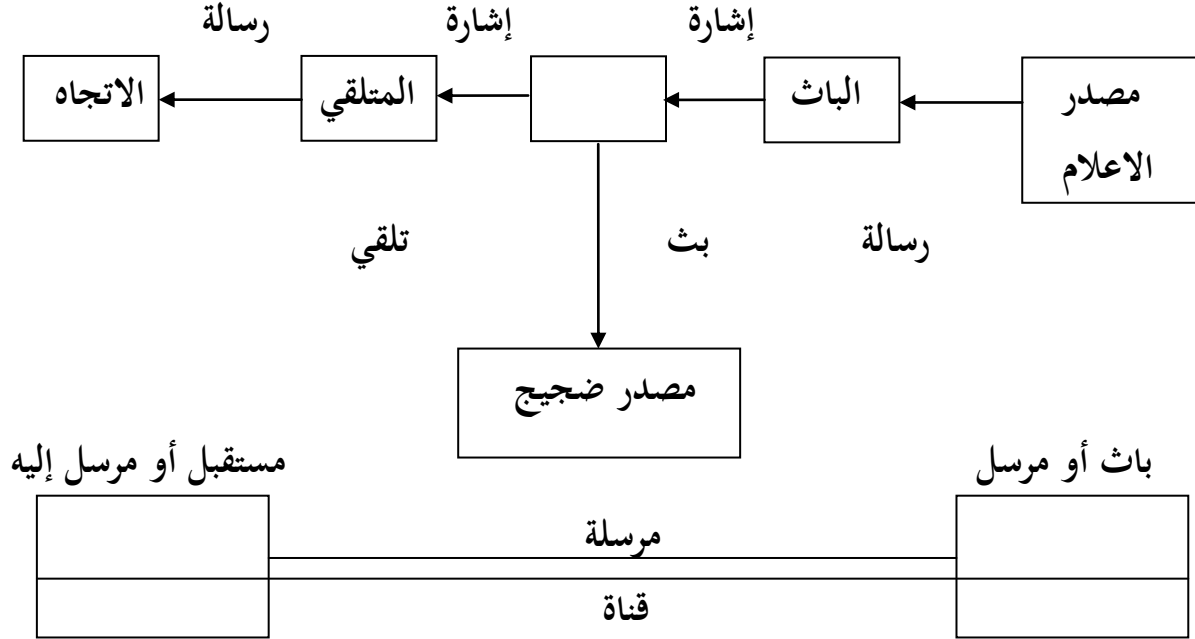 إشارة إشارة رسالة
مصدر الباث المتلقي الاتجاه
الاعلام
رسالة بث تلقي
مصدر ضجيج
باث أو مرسل مستقبل أو مرسل إليه
مرسلة
قناة